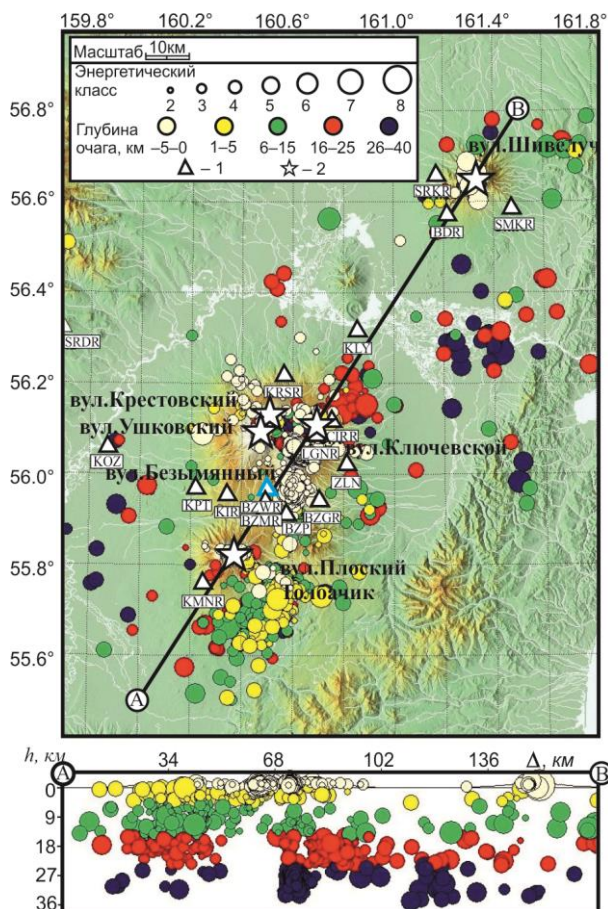 159.8 160.2 160.6 161.0 161.4 161.8
Масштаб 10км
Энергетический
класс
2 3 4 5 6 7 8
Глубина
очага, км –5–0 1–5 6–15 16–25 26–40
– 1 – 2
56.8
B
вул.Шивелуч
SRKR
56.6
BDR
SMKR
56.4
SRDR
KLY
56.2
KRSR
вул.Крестовский
вул.Ушковский
CIRR
LGNR
вул.Ключевской
KOZ
56.0
вул.Безымянный
ZLN
KPT KIR BZWR BZGR
BZMR BZP
55.8
вул.Плоский
Толбачик
KMNR
55.6
A
h, км 34 68 102 136 Δ, км
A B
0
9
18
27
36